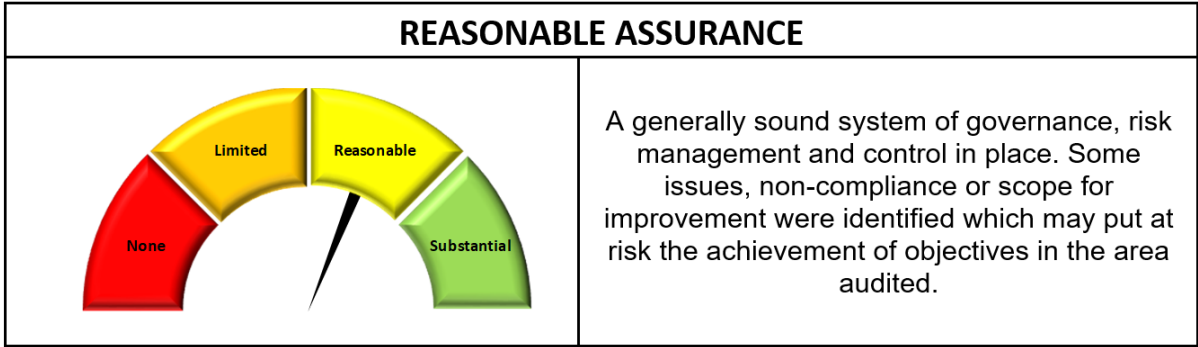 REASONABLE ASSURANCE
Limited
Reasonable
None
Substantial
A generally sound system of governance, risk
management and control in place. Some
issues, non-compliance or scope for
improvement were identified which may put at
risk the achievement of objectives in the area
audited.